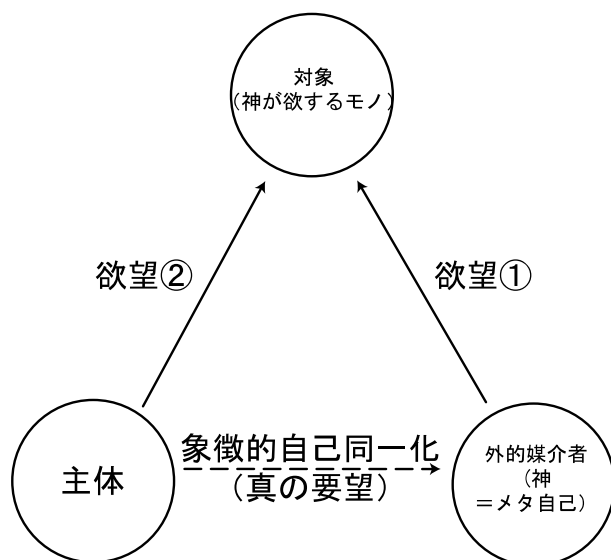 対象
(神が欲するモノ)
欲望②
欲望①
主体
象徴的自己同一化
(真の要望)
外的媒介者
(神
=メタ自己)